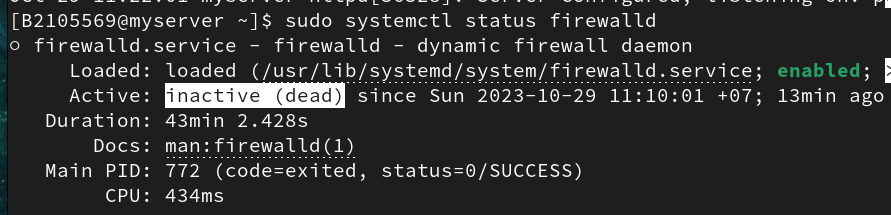 [B2105569@myserver ~]$ sudo systemctl status firewalld
○ firewalld.service - firewalld - dynamic firewall daemon
Loaded: loaded (/usr/lib/systemd/system/firewalld.service; enabled; >
Active: inactive (dead) since Sun 2023-10-29 11:10:01 +07; 13min ago
Duration: 43min 2.428s
Docs: man:firewalld(1)
Main PID: 772 (code=exited, status=0/SUCCESS)
CPU: 434ms